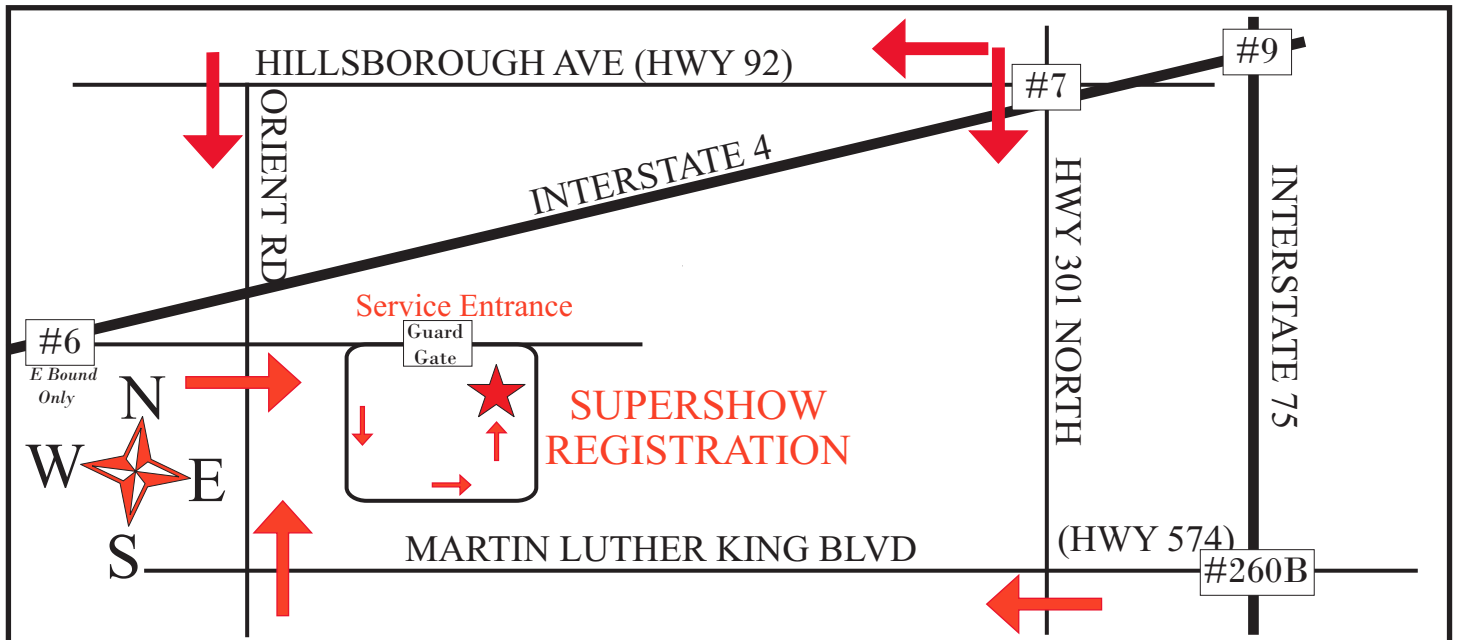 HILLSBOROUGH AVE (HWY 92)
#9
#7
ORIENT RD
INTERSTATE 4
HWY 301 NORTH
INTERSTATE 75
Service Entrance
#6
Guard
Gate
E Bound
Only
N
W
E
S
SUPERSHOW
REGISTRATION
MARTIN LUTHER KING BLVD
(HWY 574)
#260B